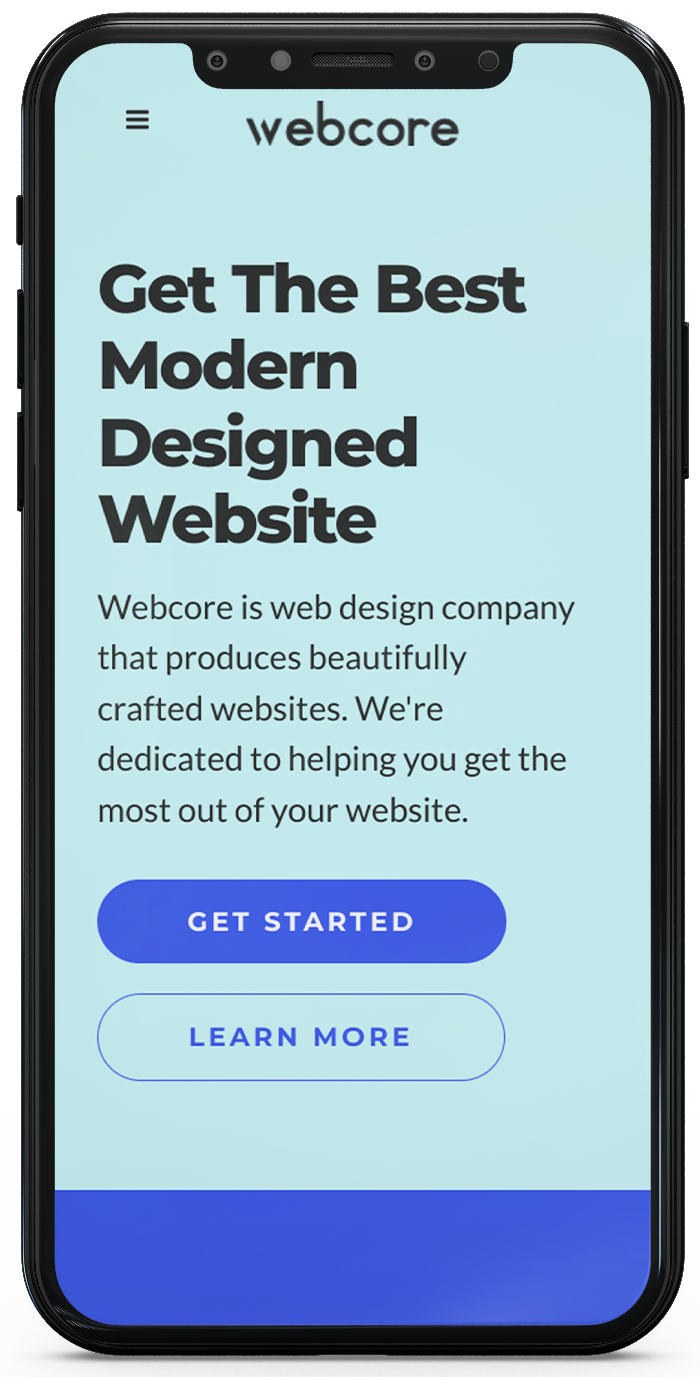 webcore
Get The Best
Modern
Designed
Website
Webcore is web design company
that produces beautifully
crafted websites. We're
dedicated to helping you get the
most out of your website.
GET STARTED
LEARN MORE